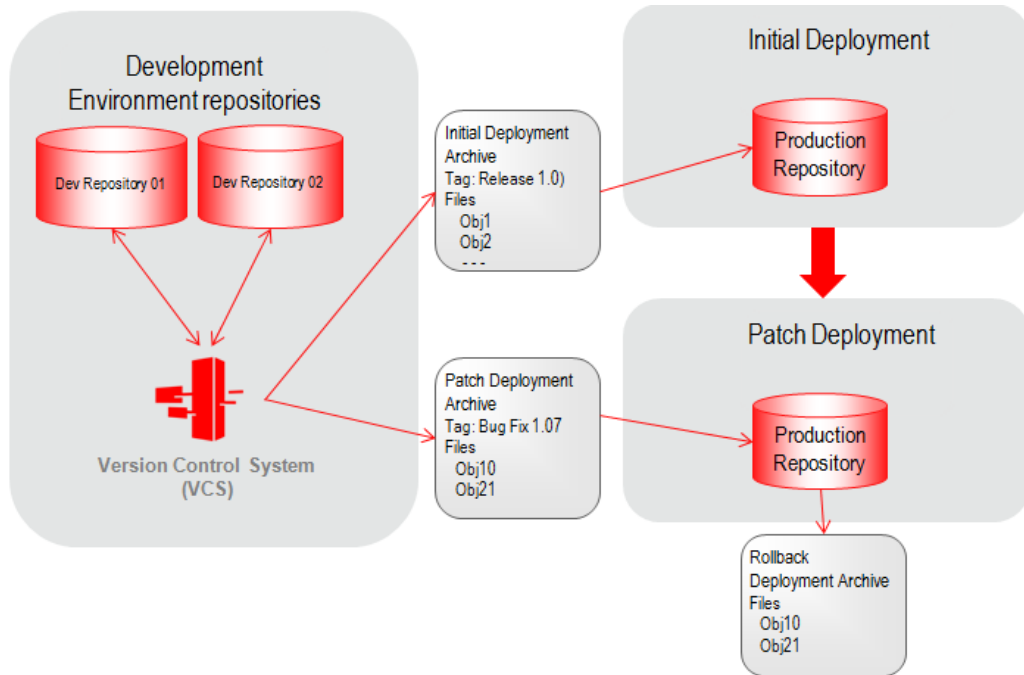 Development
Environment repositories
Dev Repository 01
Dev Repository 02
Version Control System
(VCS)
Initial Deployment
Archive
Tag: Release 1.0)
Files
Obj1
Obj2
---
Patch Deployment
Archive
Tag: Bug Fix 1.07
Files
Obj10
Obj21
Initial Deployment
Production
Repository
Patch Deployment
Production
Repository
Rollback
Deployment Archive
Files
Obj10
Obj21